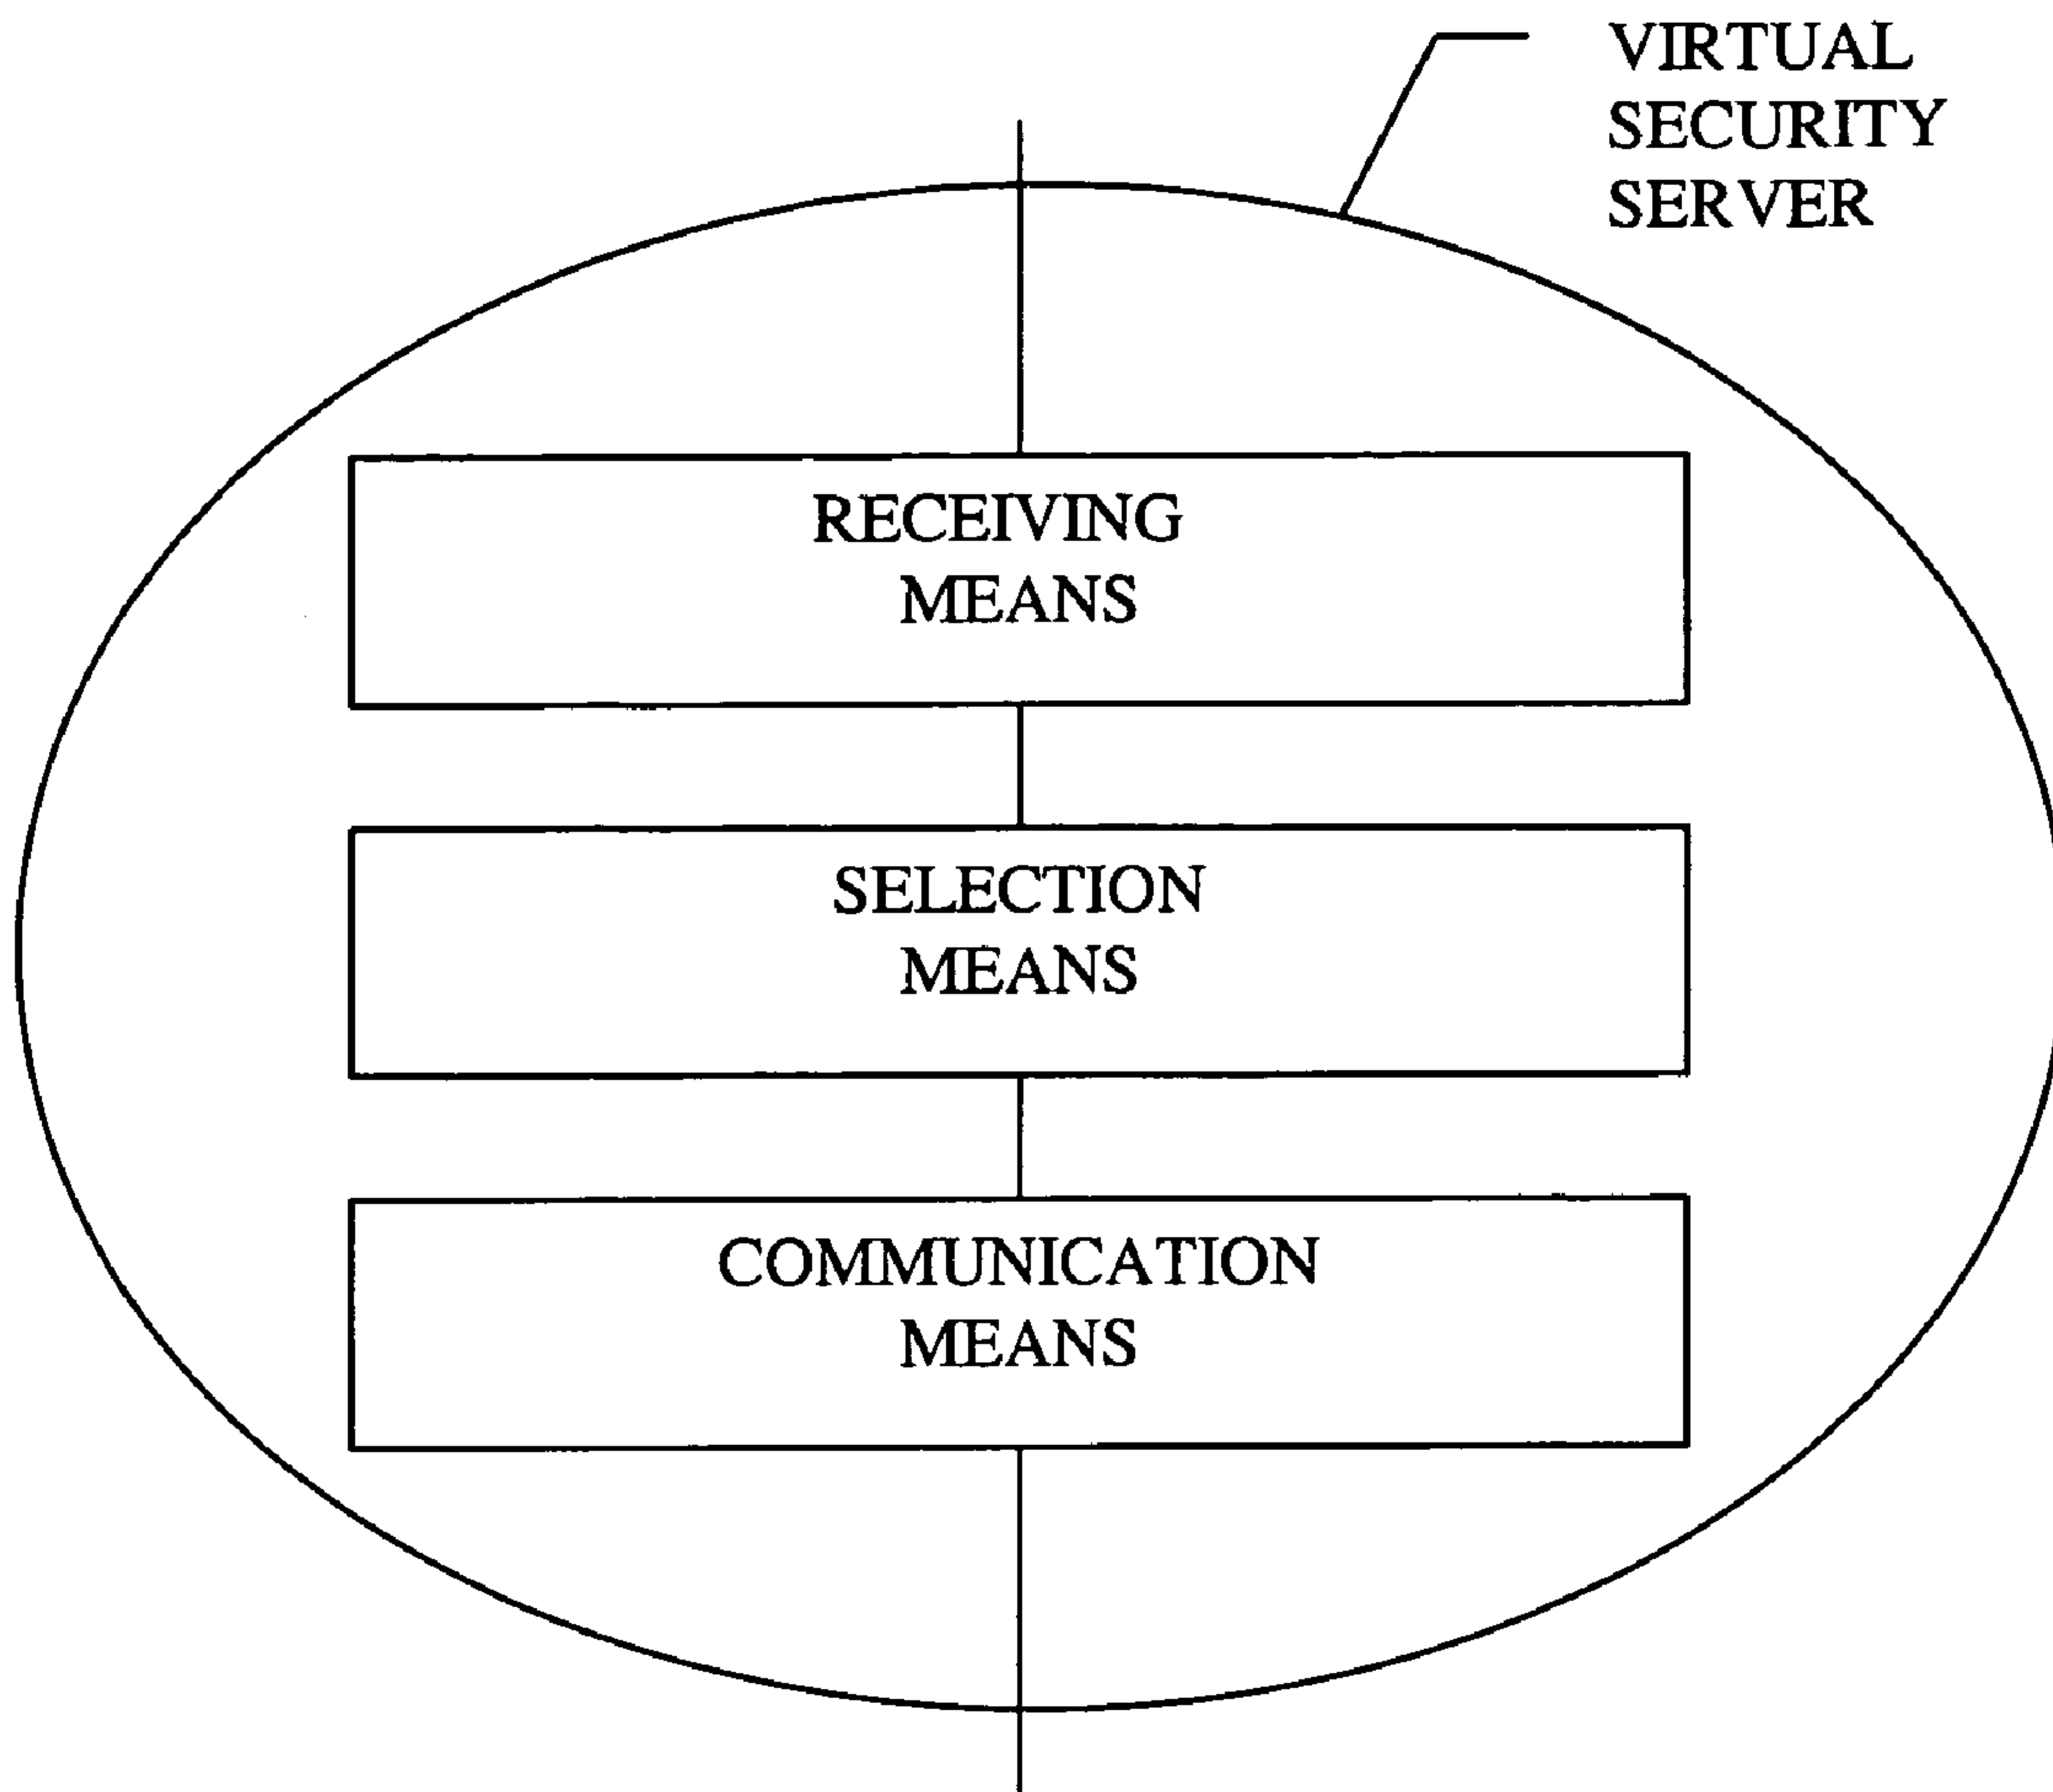 VIRTUAL
SECURITY
SERVER
RECEIVING
MEANS
SELECTION
MEANS
COMMUNICATION
MEANS